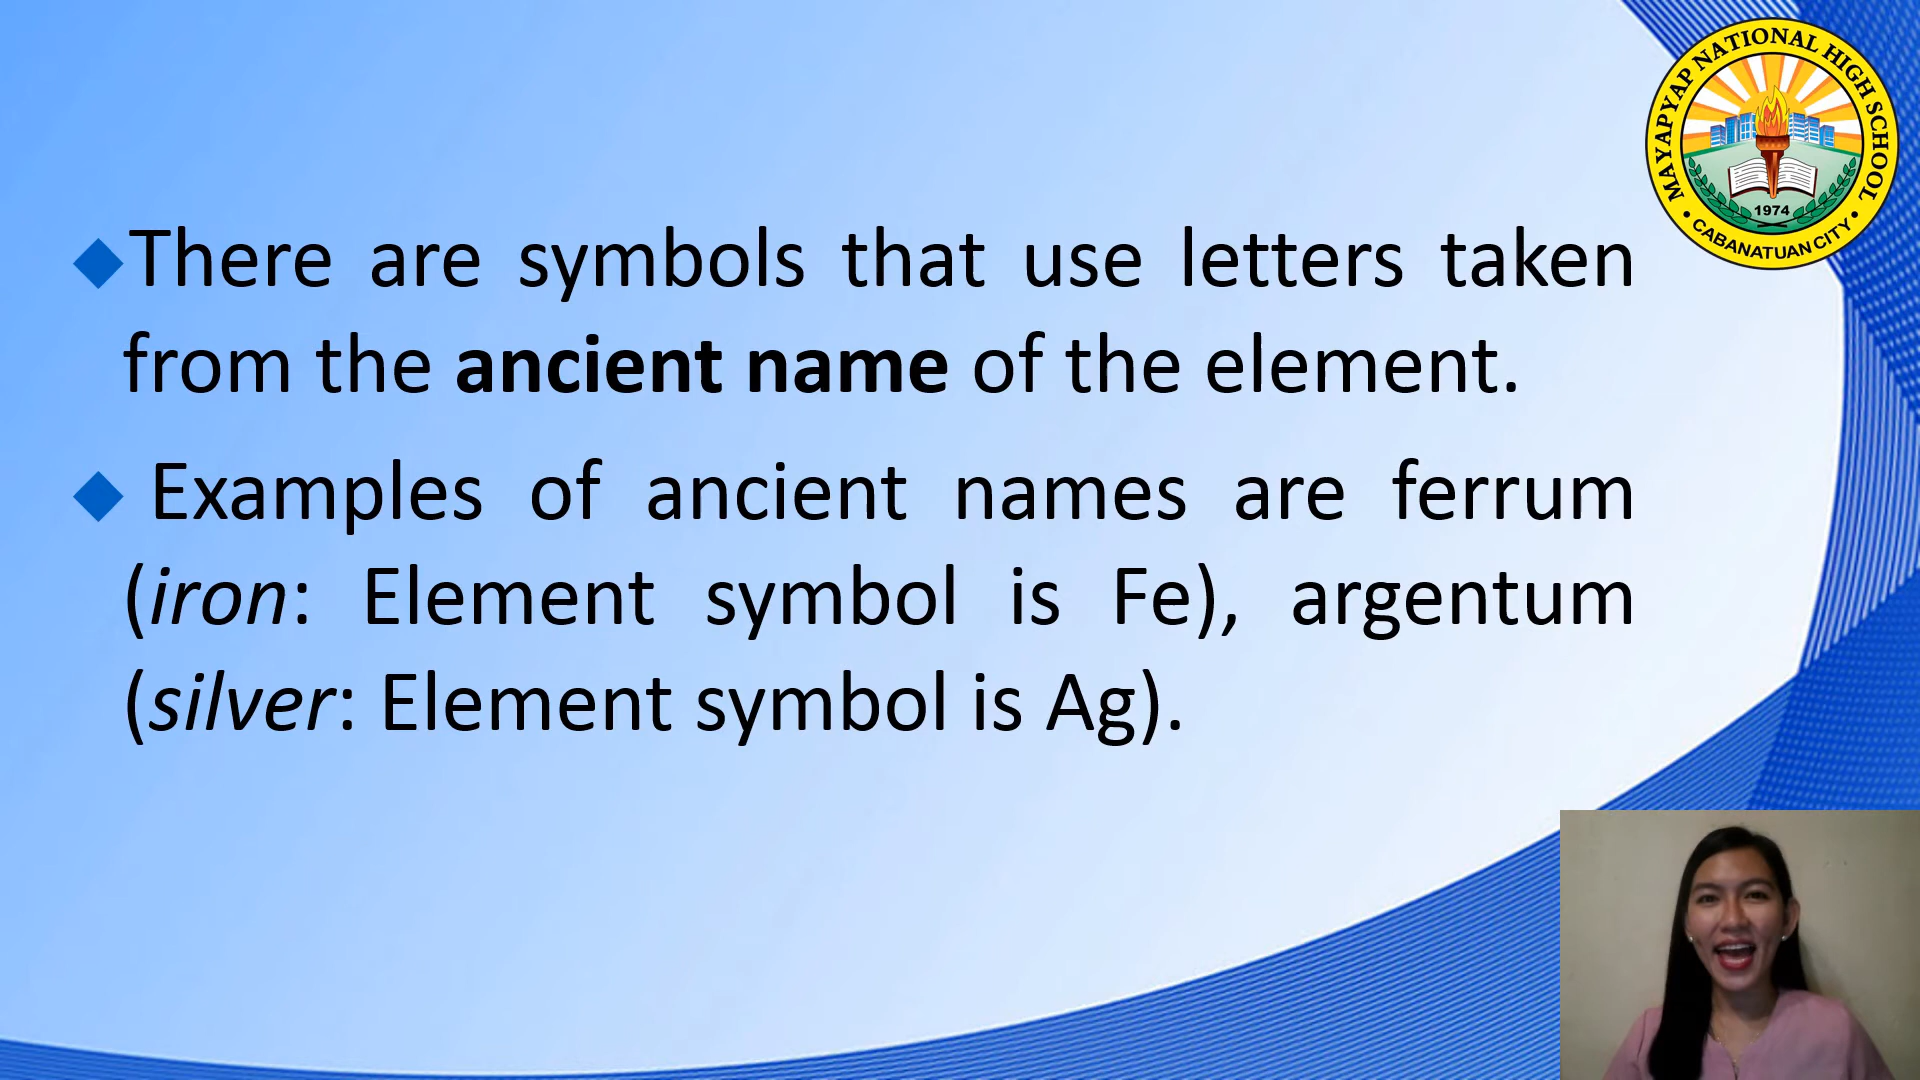 MAYAPYAP NATIONAL HIGH SCHOOL
1974
• CABANATUAN CITY •
There are symbols that use letters taken
from the ancient name of the element.
Examples of ancient names are ferrum
(iron: Element symbol is Fe), argentum
(silver: Element symbol is Ag).